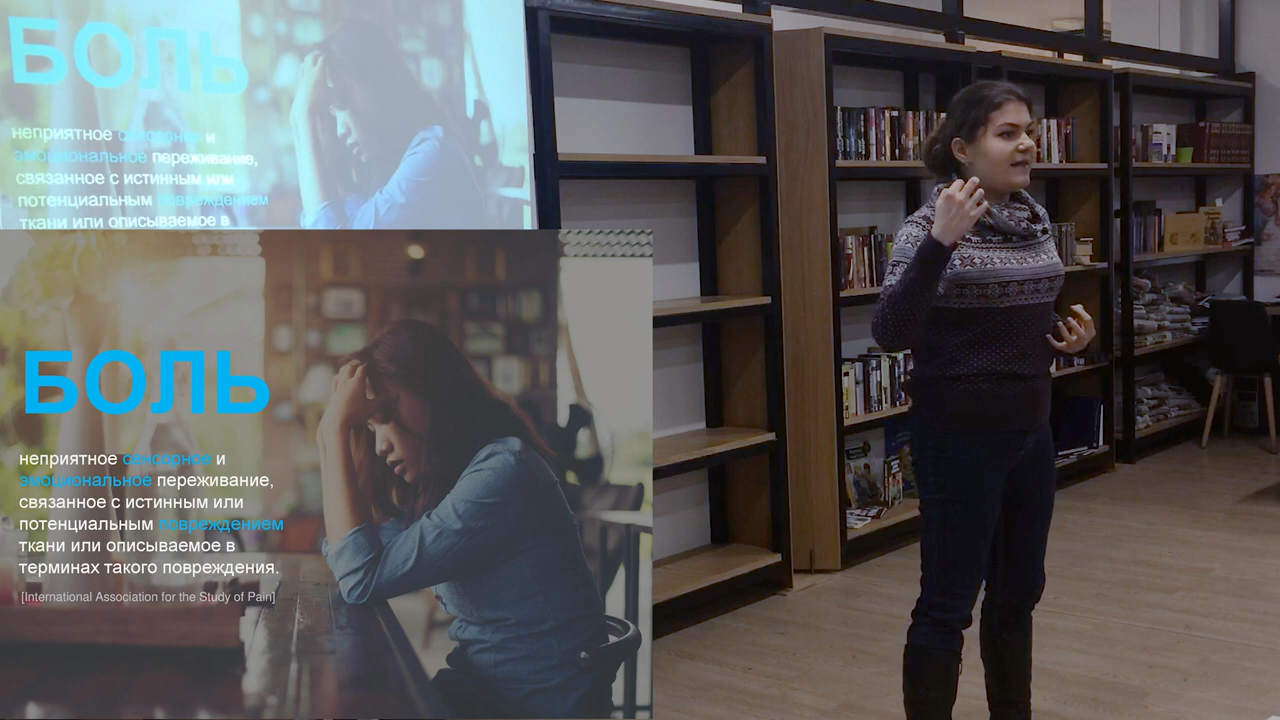 БОЛЬ
неприятное сенсорное и
эмоциональное переживание,
связанное с истинным или
потенциальным повреждением
ткани или описываемое в
БОЛЬ
неприятное сенсорное и
эмоциональное переживание,
связанное с истинным или
потенциальным повреждением
ткани или описываемое в
терминах такого повреждения.
[International Association for the Study of Pain]